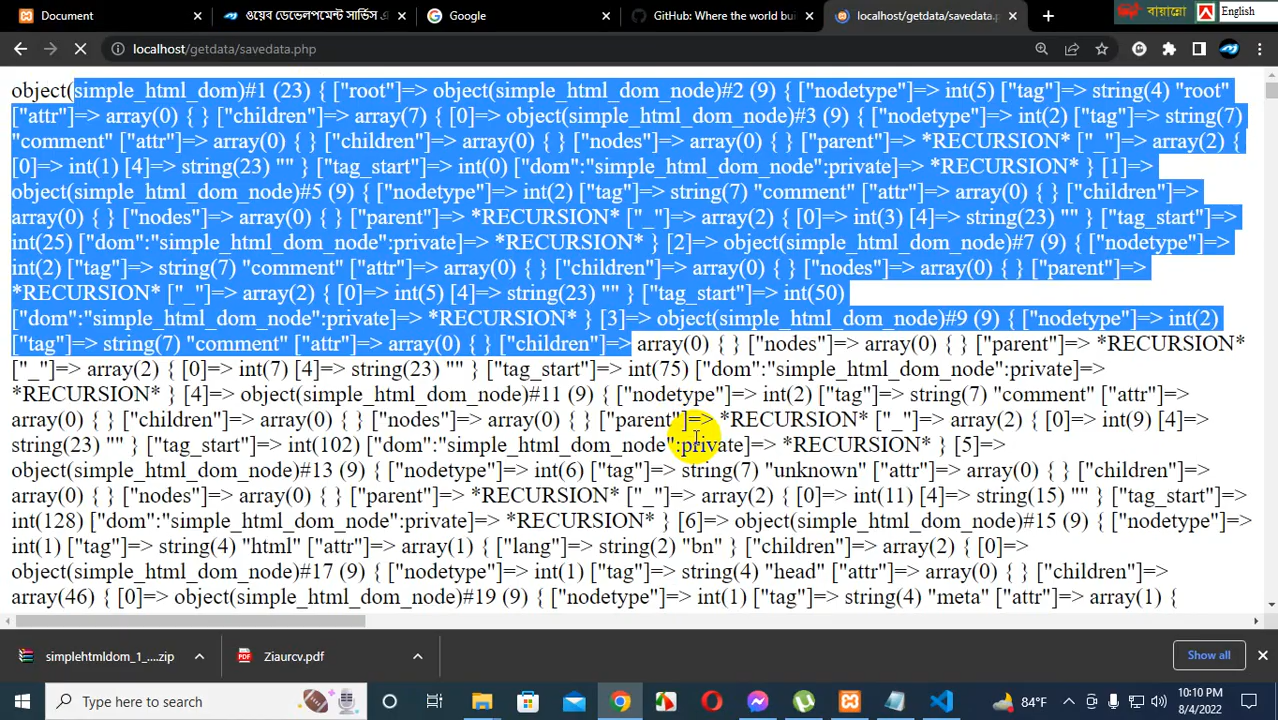 Document
ওয়েব ডেভেলপমেন্ট সার্ভিস এ
Google
GitHub: Where the world bui
localhost/getdata/savedata.p
বায়ান্নো
English
localhost/getdata/savedata.php
object(simple_html_dom)#1 (23) { ["root"]=> object(simple_html_dom_node)#2 (9) { ["nodetype"]=> int(5) ["tag"]=> string(4) "root"
["attr"]=> array(0) { } ["children"]=> array(7) { [0]=> object(simple_html_dom_node)#3 (9) { ["nodetype"]=> int(2) ["tag"]=> string(7)
"comment" ["attr"]=> array(0) { } ["children"]=> array(0) { } ["nodes"]=> array(0) { } ["parent"]=> *RECURSION* ["_"]=> array(2) {
[0]=> int(1) [4]=> string(23) "" } ["tag_start"]=> int(0) ["dom":"simple_html_dom_node":private]=> *RECURSION* } [1]=>
object(simple_html_dom_node)#5 (9) { ["nodetype"]=> int(2) ["tag"]=> string(7) "comment" ["attr"]=> array(0) { } ["children"]=>
array(0) { } ["nodes"]=> array(0) { } ["parent"]=> *RECURSION* ["_"]=> array(2) { [0]=> int(3) [4]=> string(23) "" } ["tag_start"]=>
int(25) ["dom":"simple_html_dom_node":private]=> *RECURSION* } [2]=> object(simple_html_dom_node)#7 (9) { ["nodetype"]=>
int(2) ["tag"]=> string(7) "comment" ["attr"]=> array(0) { } ["children"]=> array(0) { } ["nodes"]=> array(0) { } ["parent"]=>
*RECURSION* ["_"]=> array(2) { [0]=> int(5) [4]=> string(23) "" } ["tag_start"]=> int(50)
["dom":"simple_html_dom_node":private]=> *RECURSION* } [3]=> object(simple_html_dom_node)#9 (9) { ["nodetype"]=> int(2)
["tag"]=> string(7) "comment" ["attr"]=> array(0) { } ["children"]=> array(0) { } ["nodes"]=> array(0) { } ["parent"]=> *RECURSION*
["_"]=> array(2) { [0]=> int(7) [4]=> string(23) "" } ["tag_start"]=> int(75) ["dom":"simple_html_dom_node":private]=>
*RECURSION* } [4]=> object(simple_html_dom_node)#11 (9) { ["nodetype"]=> int(2) ["tag"]=> string(7) "comment" ["attr"]=>
array(0) { } ["children"]=> array(0) { } ["nodes"]=> array(0) { } ["parent"]=> *RECURSION* ["_"]=> array(2) { [0]=> int(9) [4]=>
string(23) "" } ["tag_start"]=> int(102) ["dom":"simple_html_dom_node":private]=> *RECURSION* } [5]=>
object(simple_html_dom_node)#13 (9) { ["nodetype"]=> int(6) ["tag"]=> string(7) "unknown" ["attr"]=> array(0) { } ["children"]=>
array(0) { } ["nodes"]=> array(0) { } ["parent"]=> *RECURSION* ["_"]=> array(2) { [0]=> int(11) [4]=> string(15) "" } ["tag_start"]=>
int(128) ["dom":"simple_html_dom_node":private]=> *RECURSION* } [6]=> object(simple_html_dom_node)#15 (9) { ["nodetype"]=>
int(1) ["tag"]=> string(4) "html" ["attr"]=> array(1) { ["lang"]=> string(2) "bn" } ["children"]=> array(2) { [0]=>
object(simple_html_dom_node)#17 (9) { ["nodetype"]=> int(1) ["tag"]=> string(4) "head" ["attr"]=> array(0) { } ["children"]=>
array(46) { [0]=> object(simple_html_dom_node)#19 (9) { ["nodetype"]=> int(1) ["tag"]=> string(4) "meta" ["attr"]=> array(1) {
simplehtmldom_1_....zip
Ziaurcv.pdf
Show all
Type here to search
84°F
10:10 PM
8/4/2022